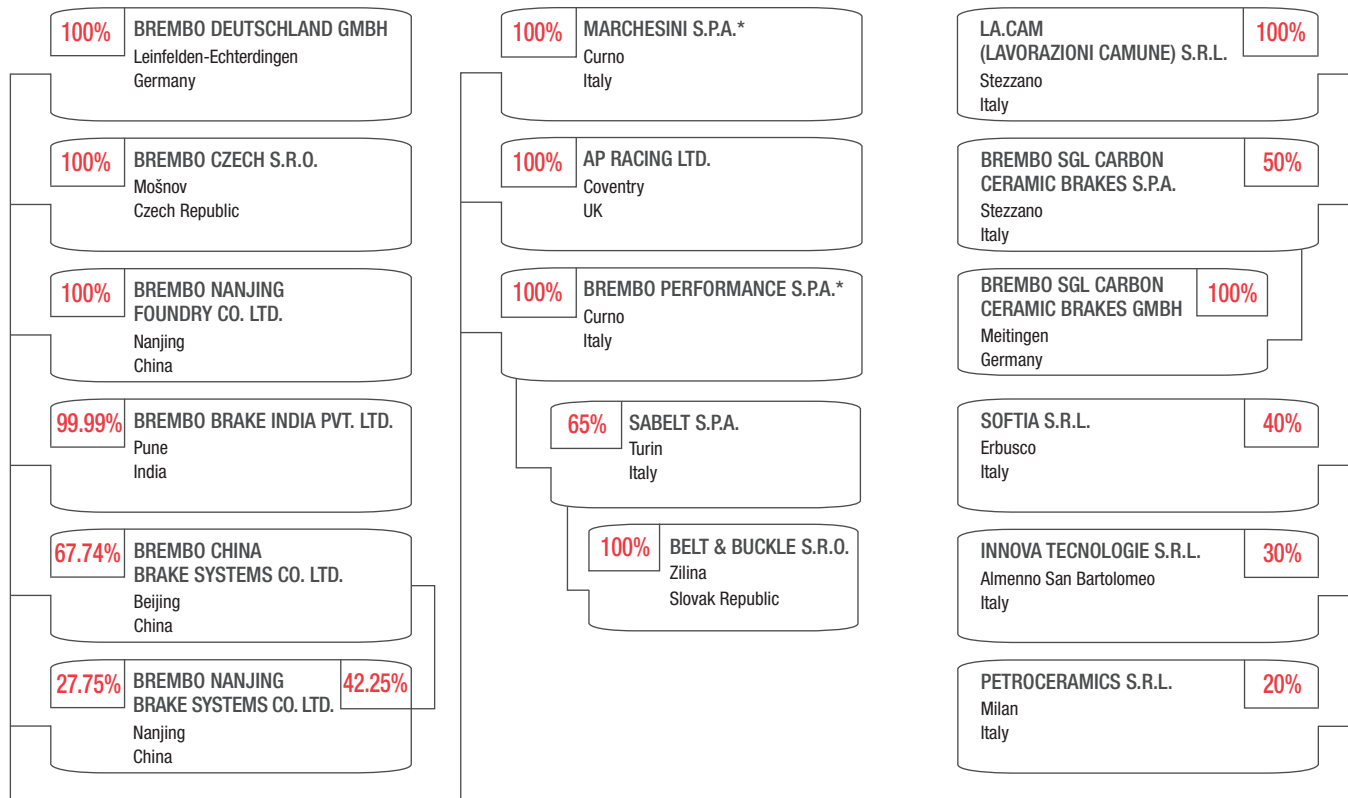 100%
BREMBO DEUTSCHLAND GMBH
Leinfelden-Echterdingen
Germany
100%
BREMBO CZECH S.R.O.
Mošnov
Czech Republic
100%
BREMBO NANJING
FOUNDRY CO. LTD.
Nanjing
China
99.99%
BREMBO BRAKE INDIA PVT. LTD.
Pune
India
67.74%
BREMBO CHINA
BRAKE SYSTEMS CO. LTD.
Beijing
China
27.75%
BREMBO NANJING
BRAKE SYSTEMS CO. LTD.
42.25%
Nanjing
China
100%
MARCHESINI S.P.A.*
Curno
Italy
100%
AP RACING LTD.
Coventry
UK
100%
BREMBO PERFORMANCE S.P.A.*
Curno
Italy
65%
SABELT S.P.A.
Turin
Italy
100%
BELT & BUCKLE S.R.O.
Zilina
Slovak Republic
LA.CAM
(LAVORAZIONI CAMUNE) S.R.L.
100%
Stezzano
Italy
BREMBO SGL CARBON
CERAMIC BRAKES S.P.A.
50%
Stezzano
Italy
BREMBO SGL CARBON
CERAMIC BRAKES GMBH
100%
Meitingen
Germany
SOFTIA S.R.L.
40%
Erbusco
Italy
INNOVA TECNOLOGIE S.R.L.
30%
Almenno San Bartolomeo
Italy
PETROCERAMICS S.R.L.
20%
Milan
Italy